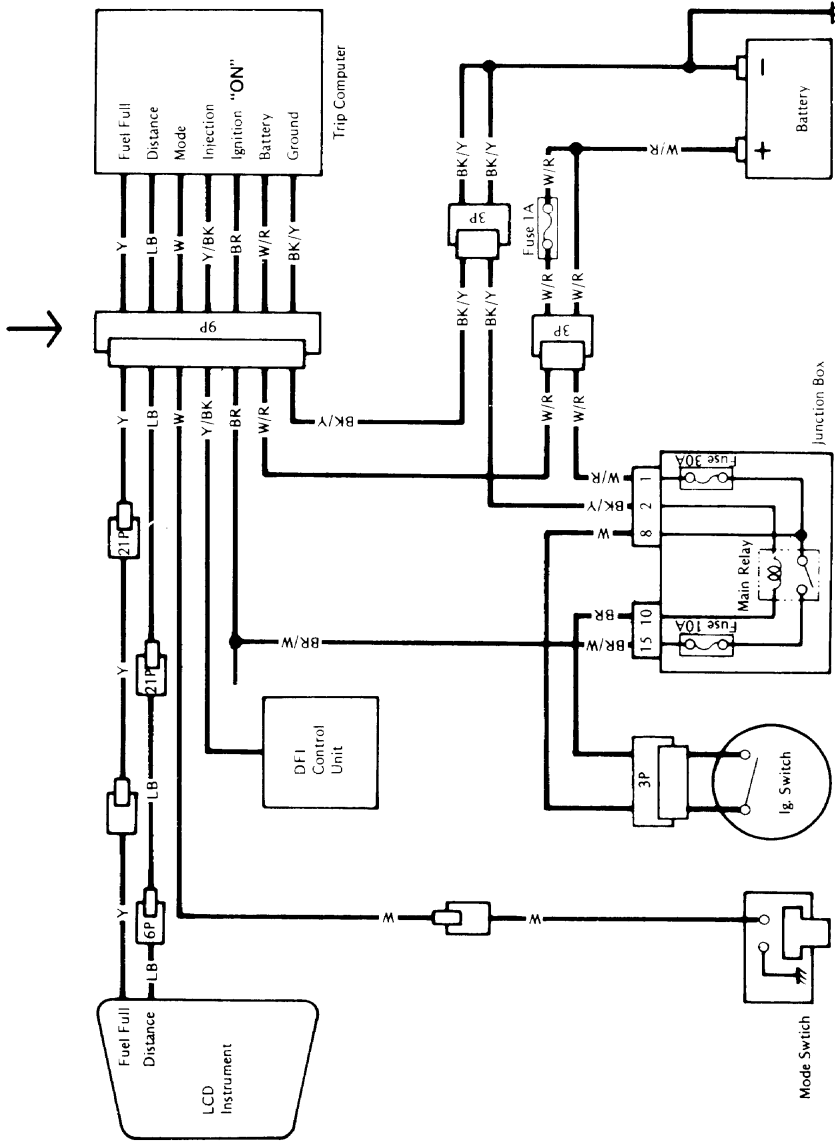 Fuel Full
Distance
Mode
Injection
Ignition "ON"
Battery
Ground
Trip Computer
Y
LB
W
Y/BK
BR
W/R
BK/Y
9P
Y
LB
W
Y/BK
BR
W/R
BK/Y
BK/Y
BK/Y
3P
BK/Y
BK/Y
W/R
Fuse 1A
W/R
W/R
3P
W/R
W/R
W/R
−
+
Battery
21P
Y
21P
LB
Y
6P
LB
Fuel Full
Distance
LCD
Instrument
DFI
Control
Unit
BR/W
W/R
BK/Y
W
BR
BR/W
1
2
8
10
15
Fuse 30A
Main Relay
Fuse 10A
Junction Box
3P
Ig. Switch
W
W
Mode Swtich